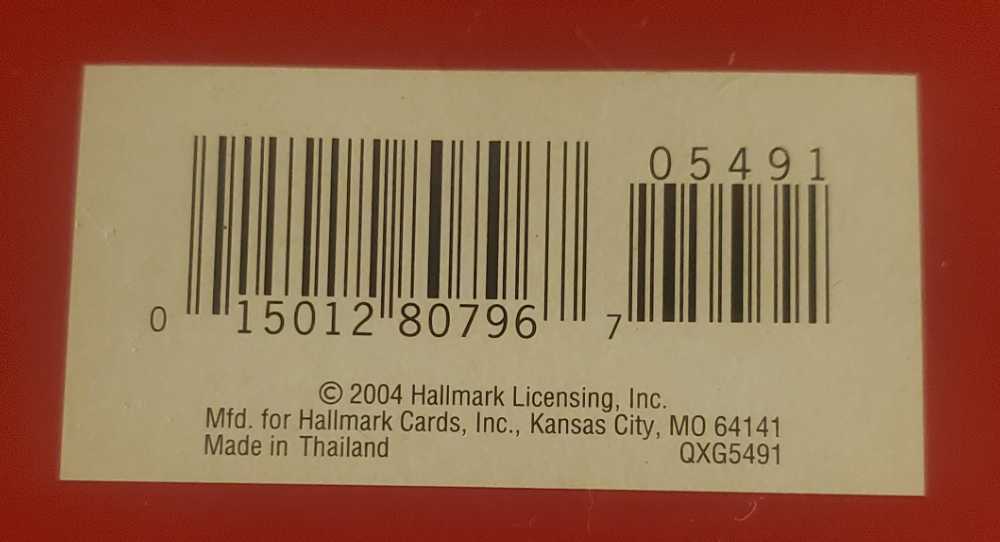 05491
0 15012 80796 7
© 2004 Hallmark Licensing, Inc.
Mfd. for Hallmark Cards, Inc., Kansas City, MO 64141
Made in Thailand QXG5491